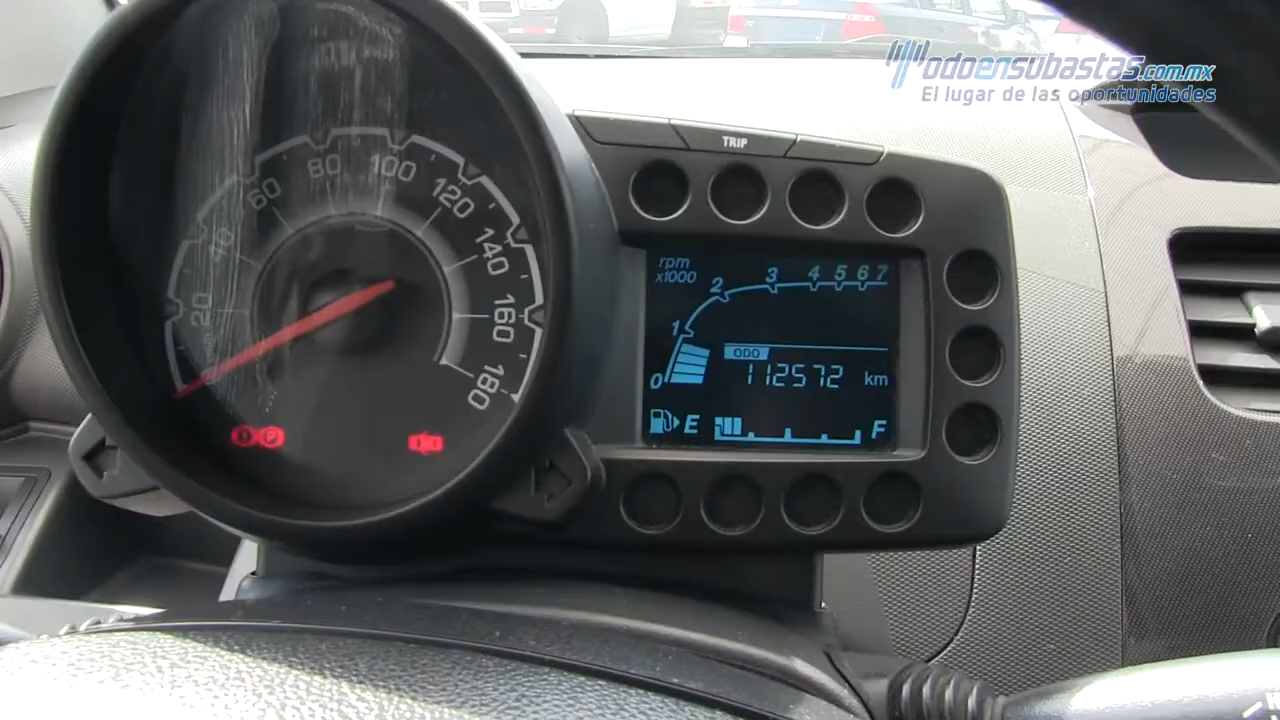 TodoenSubastas.com.mx
El lugar de las oportunidades
TRIP
20 40 60 80 100 120 140 160 180
rpm
x1000
0 1 2 3 4 5 6 7
ODO
112572 km
E F
P